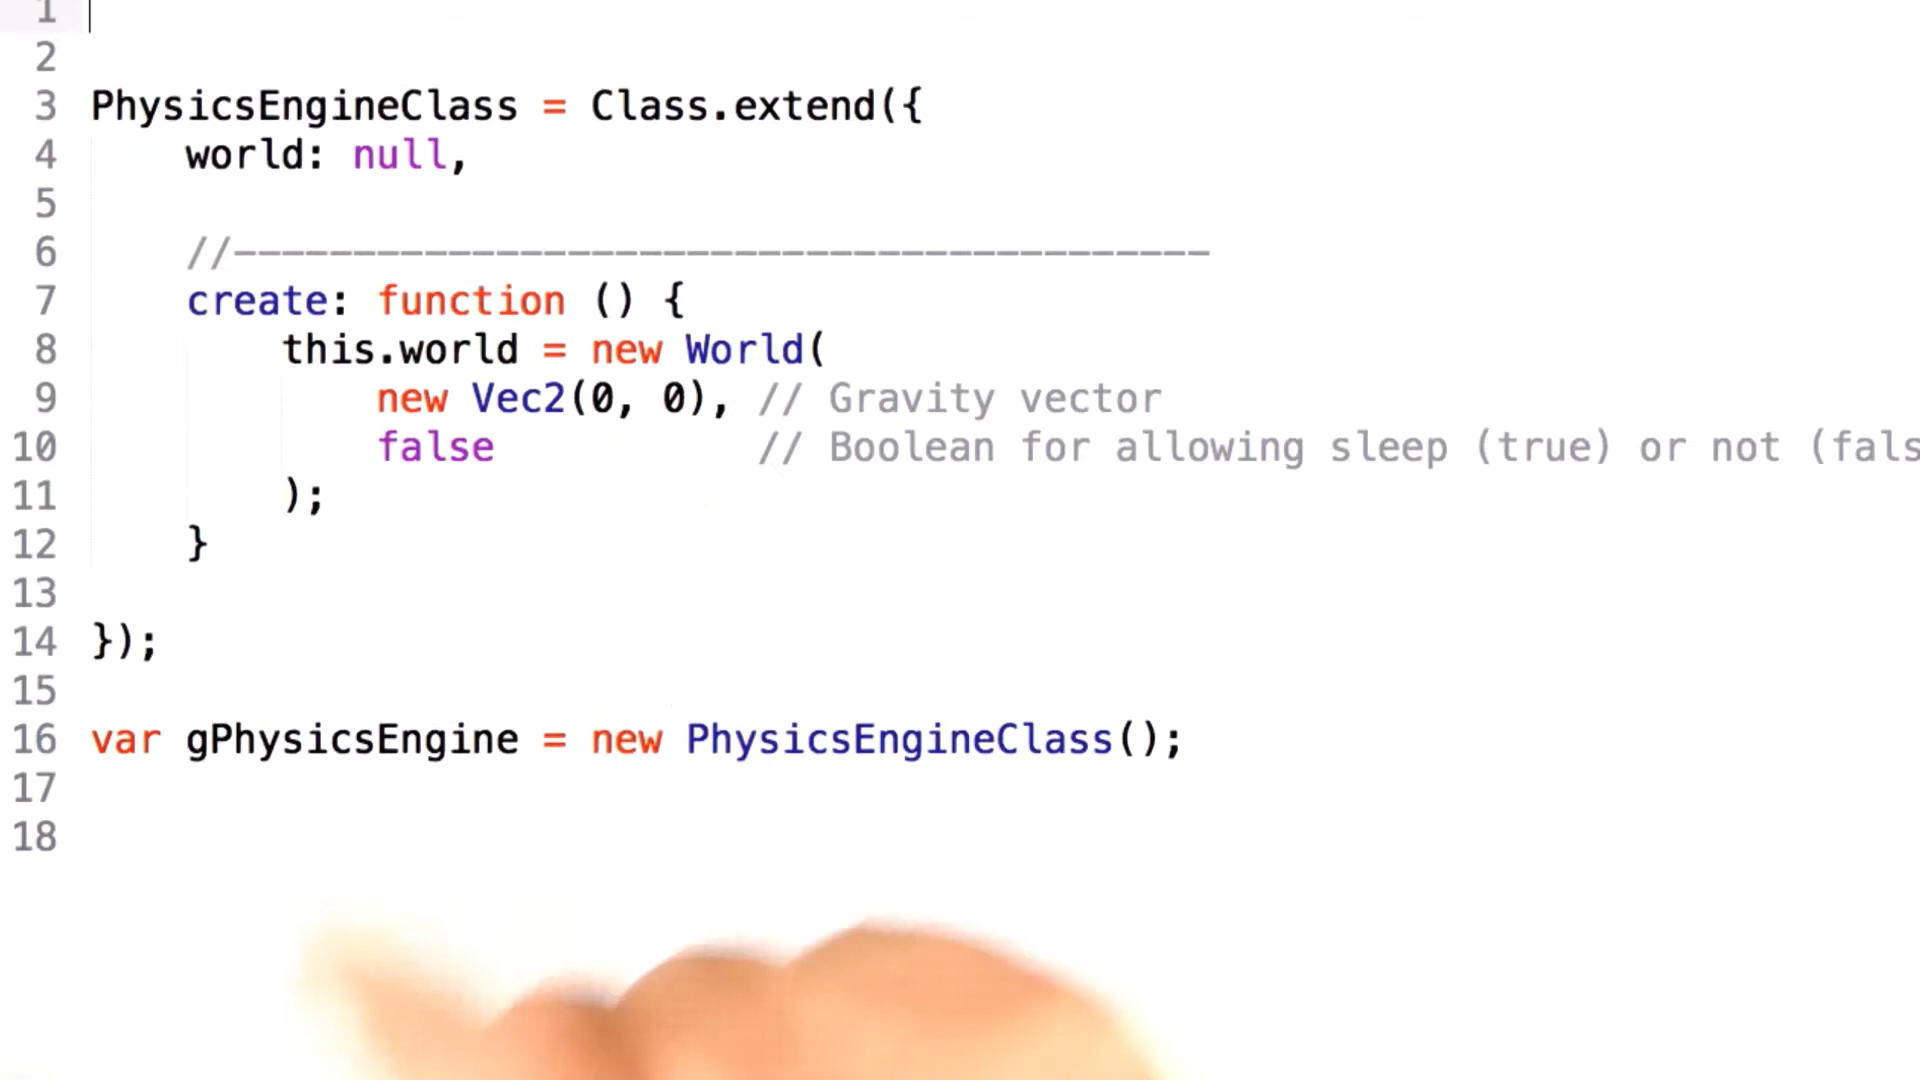 1
2
3 PhysicsEngineClass = Class.extend({
4 world: null,
5
6 //-----------------------------------------
7 create: function () {
8 this.world = new World(
9 new Vec2(0, 0), // Gravity vector
10 false // Boolean for allowing sleep (true) or not (fals
11 );
12 }
13
14 });
15
16 var gPhysicsEngine = new PhysicsEngineClass();
17
18